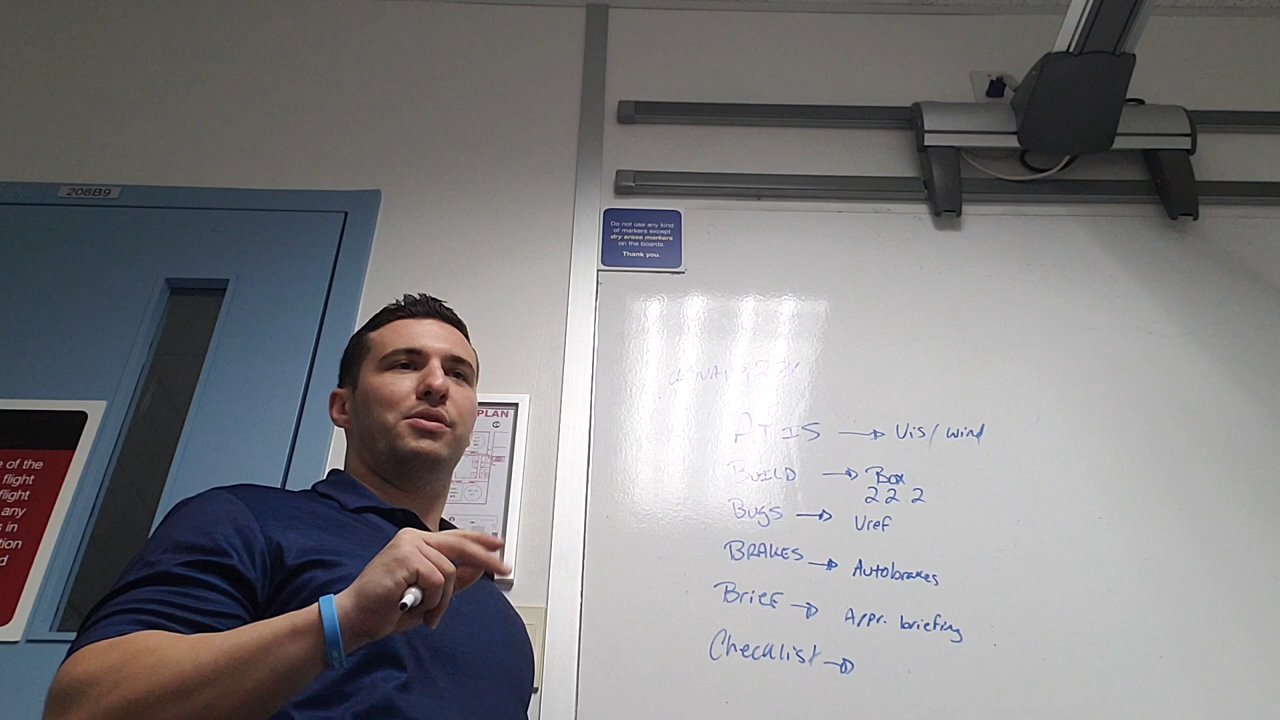 208B9
Do not use any kind
of markers except
dry erase markers
on the boards.
Thank you.
PLAN
e of the
flight
flight
any
s in
tion
d
ATIS → Vis/Wind
BUILD → Box
222
Bugs → Vref
BRAKES → Autobrakes
Brief → Appr. briefing
Checklist →